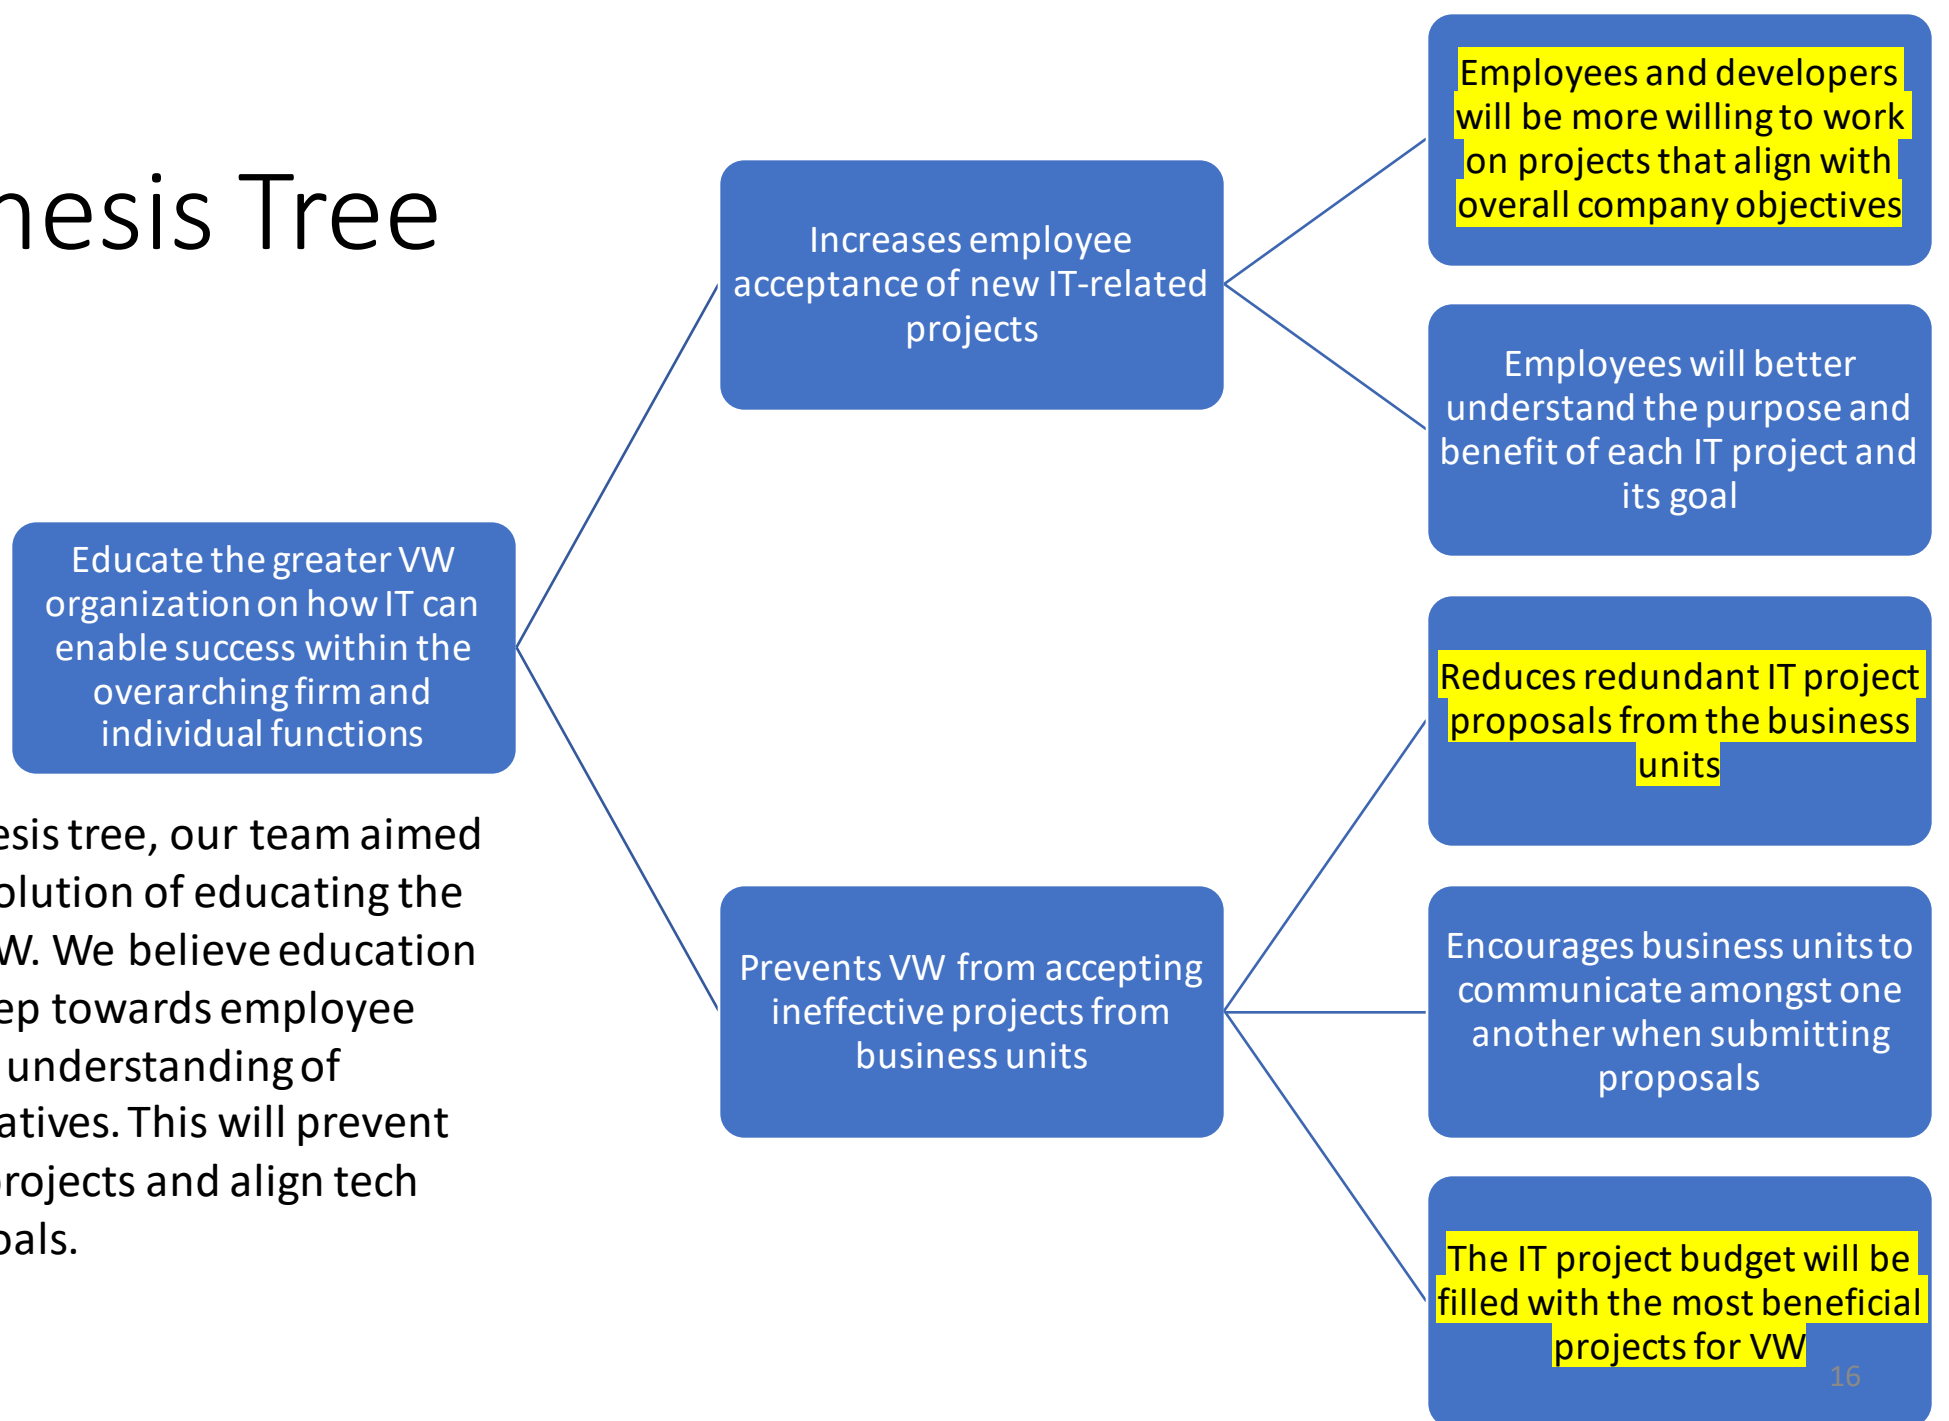 nesis Tree
Educate the greater VW
organization on how IT can
enable success within the
overarching firm and
individual functions
esis tree, our team aimed
olution of educating the
W. We believe education
ep towards employee
understanding of
atives. This will prevent
rojects and align tech
oals.
Increases employee
acceptance of new IT-related
projects
Prevents VW from accepting
ineffective projects from
business units
Employees and developers
will be more willing to work
on projects that align with
overall company objectives
Employees will better
understand the purpose and
benefit of each IT project and
its goal
Reduces redundant IT project
proposals from the business
units
Encourages business units to
communicate amongst one
another when submitting
proposals
The IT project budget will be
filled with the most beneficial
projects for VW
16